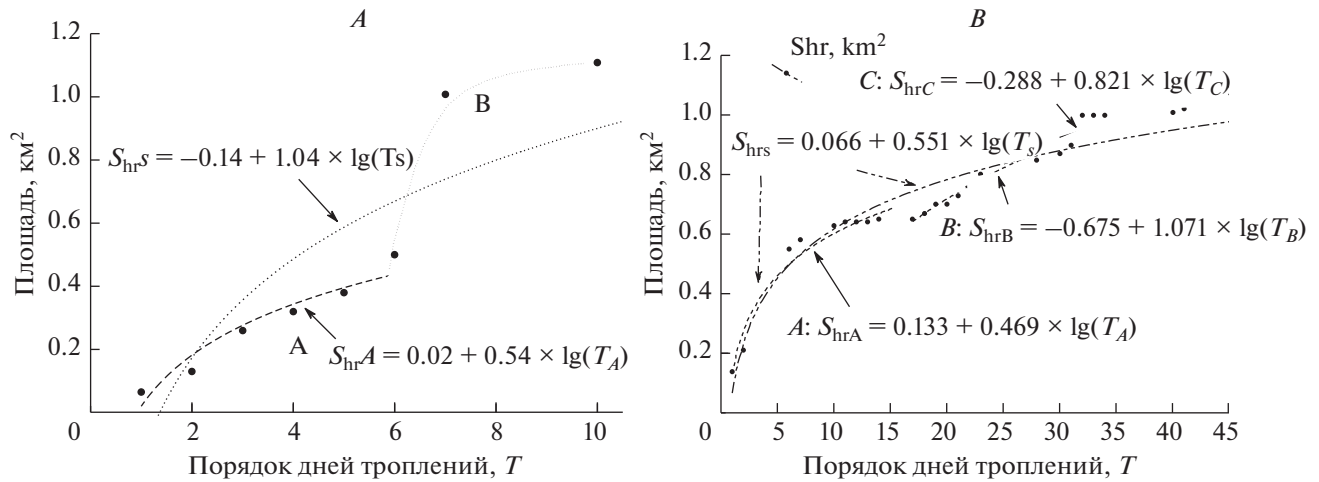 A
1.2
1.0
0.8
0.6
0.4
0.2
0
2
4
6
8
10
Площадь, км²
Порядок дней троплений, T
B
S_hr s = –0.14 + 1.04 × lg(Ts)
A
S_hr A = 0.02 + 0.54 × lg(T_A)
B
1.2
1.0
0.8
0.6
0.4
0.2
0
5
10
15
20
25
30
35
40
45
Площадь, км²
Порядок дней троплений, T
Shr, km²
C: S_hrC = –0.288 + 0.821 × lg(T_C)
S_hrs = 0.066 + 0.551 × lg(T_s)
B: S_hrB = –0.675 + 1.071 × lg(T_B)
A: S_hrA = 0.133 + 0.469 × lg(T_A)